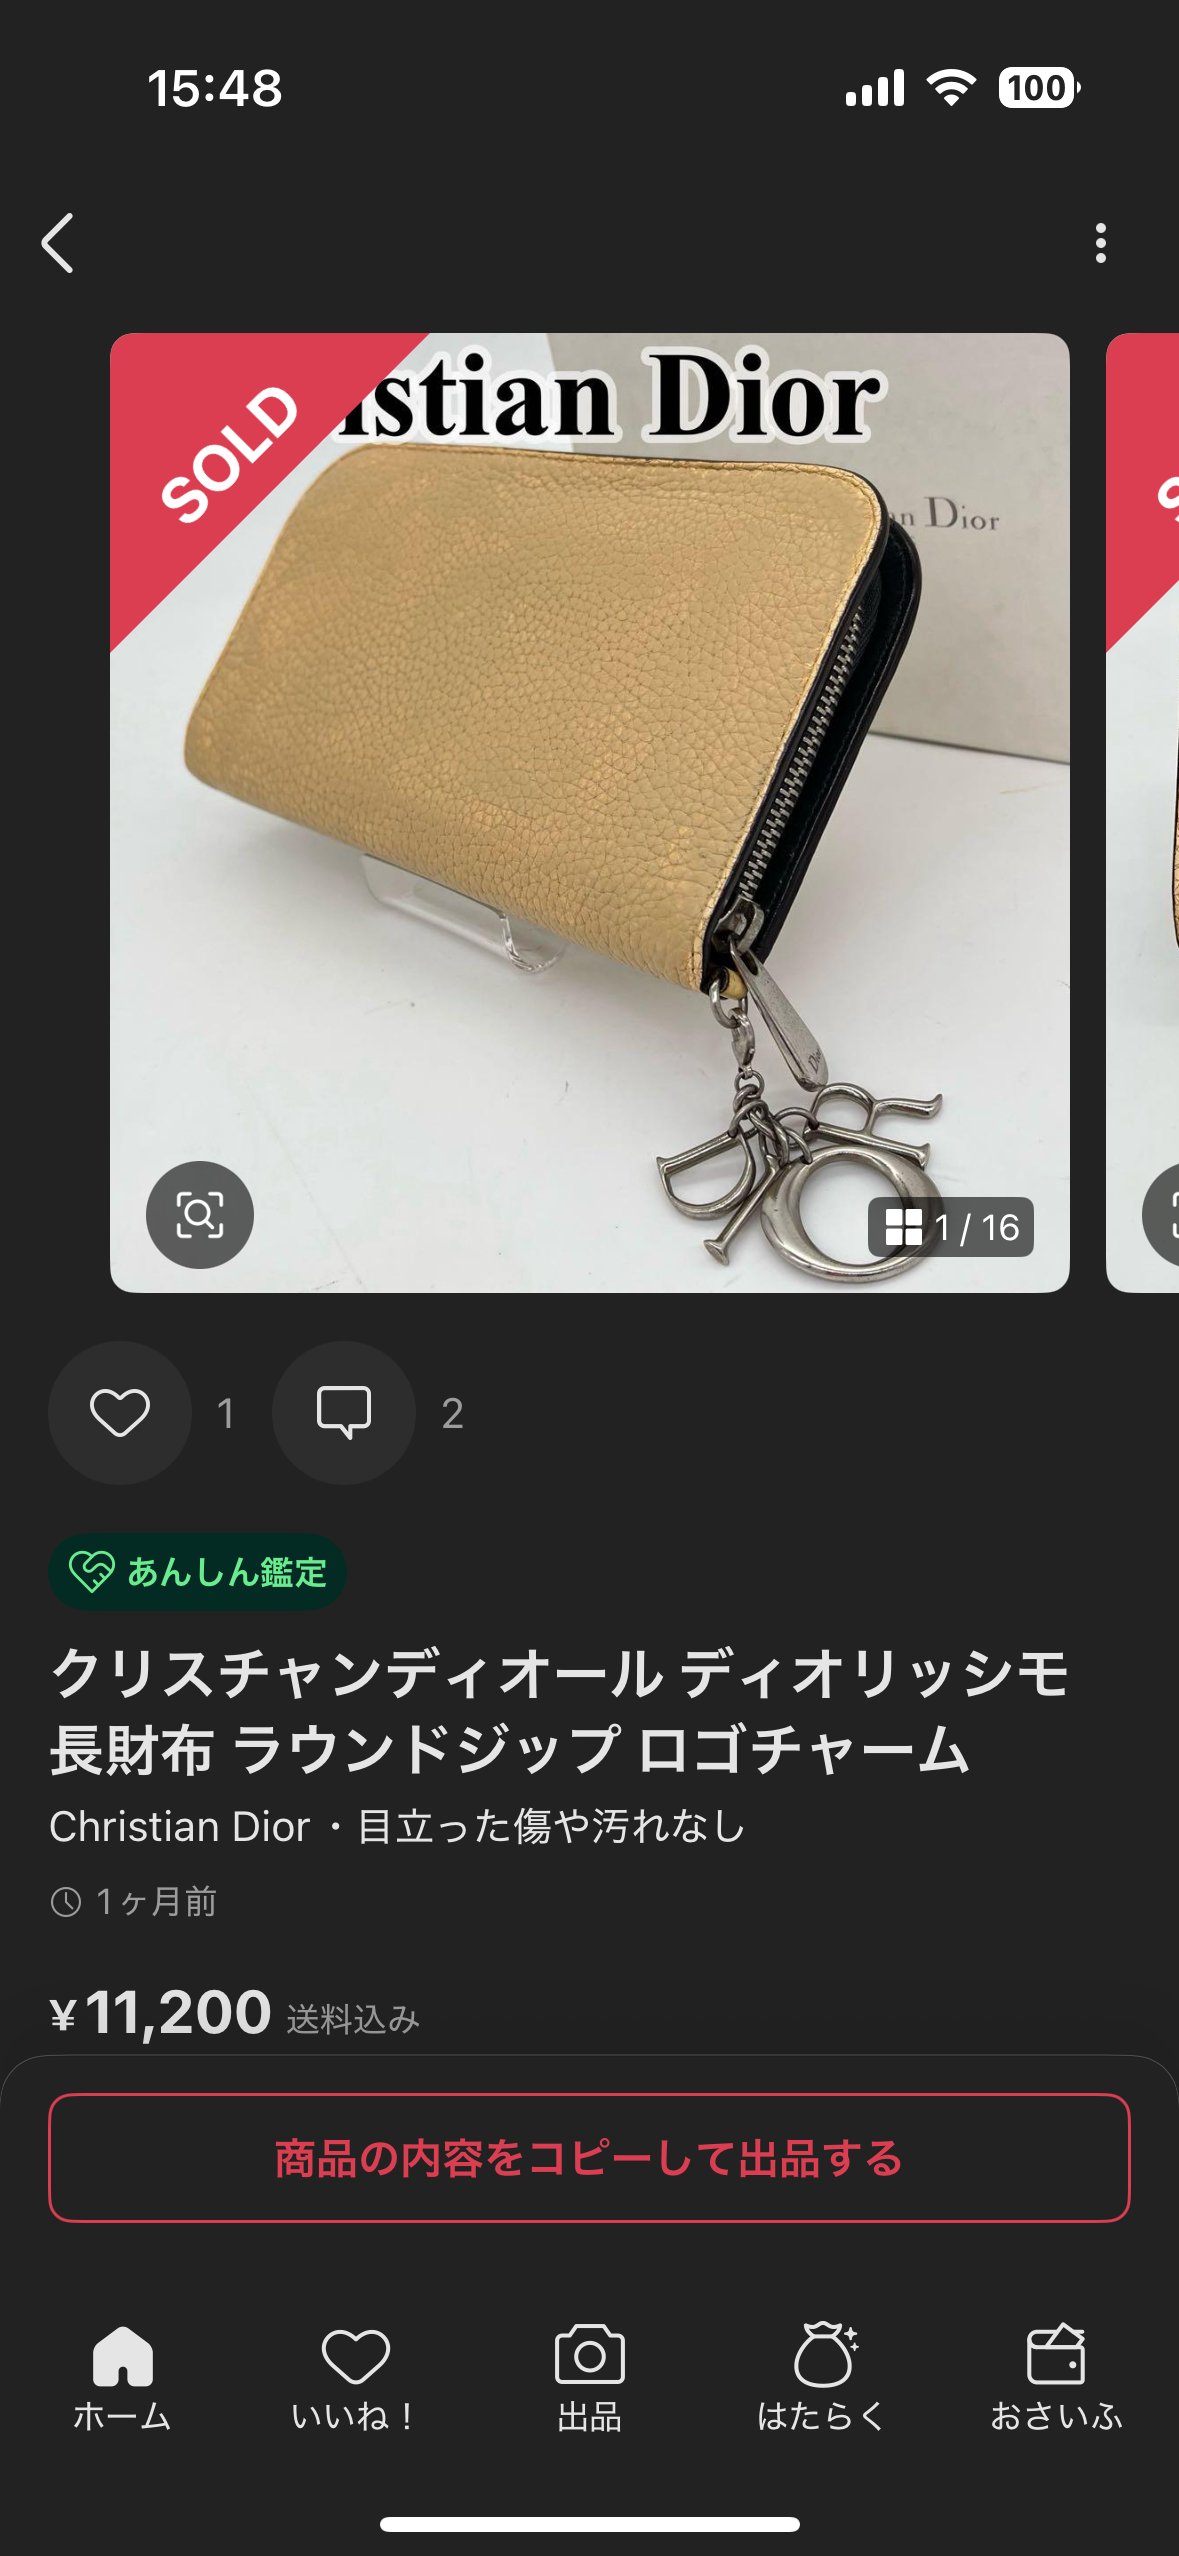 15:48
100
SOLD
istian Dior
an Dior
Dior
1 / 16
1
2
あんしん鑑定
クリスチャンディオール ディオリッシモ
長財布 ラウンドジップ ロゴチャーム
Christian Dior・目立った傷や汚れなし
1ヶ月前
¥11,200 送料込み
商品の内容をコピーして出品する
ホーム
いいね！
出品
はたらく
おさいふ